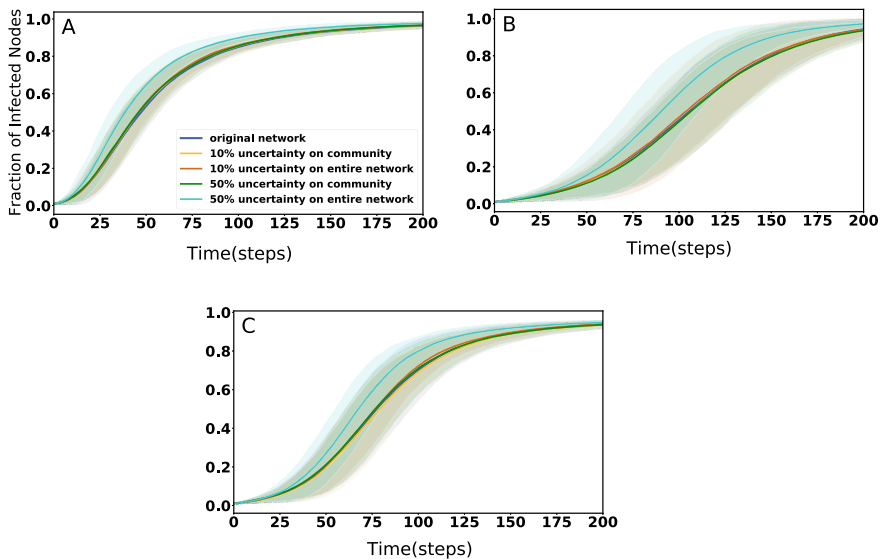 A
1.0
0.8
0.6
0.4
0.2
0.0
Fraction of Infected Nodes
original network
10% uncertainty on community
10% uncertainty on entire network
50% uncertainty on community
50% uncertainty on entire network
0 25 50 75 100 125 150 175 200
Time(steps)
B
1.0
0.8
0.6
0.4
0.2
0.0
0 25 50 75 100 125 150 175 200
Time(steps)
C
1.0
0.8
0.6
0.4
0.2
0.0
0 25 50 75 100 125 150 175 200
Time(steps)